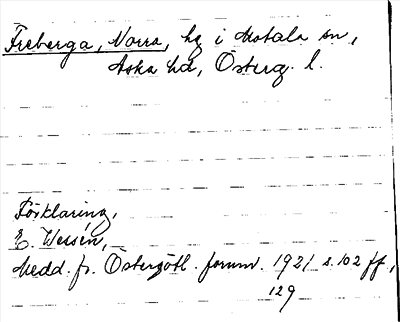 Freberga, Norra, hg i Motala sn,
Aska hd, Österg. l.
Förklaring,
E. Wessén,
Medd. fr. Östergötl. fornm. 1921 s. 102 ff,
129